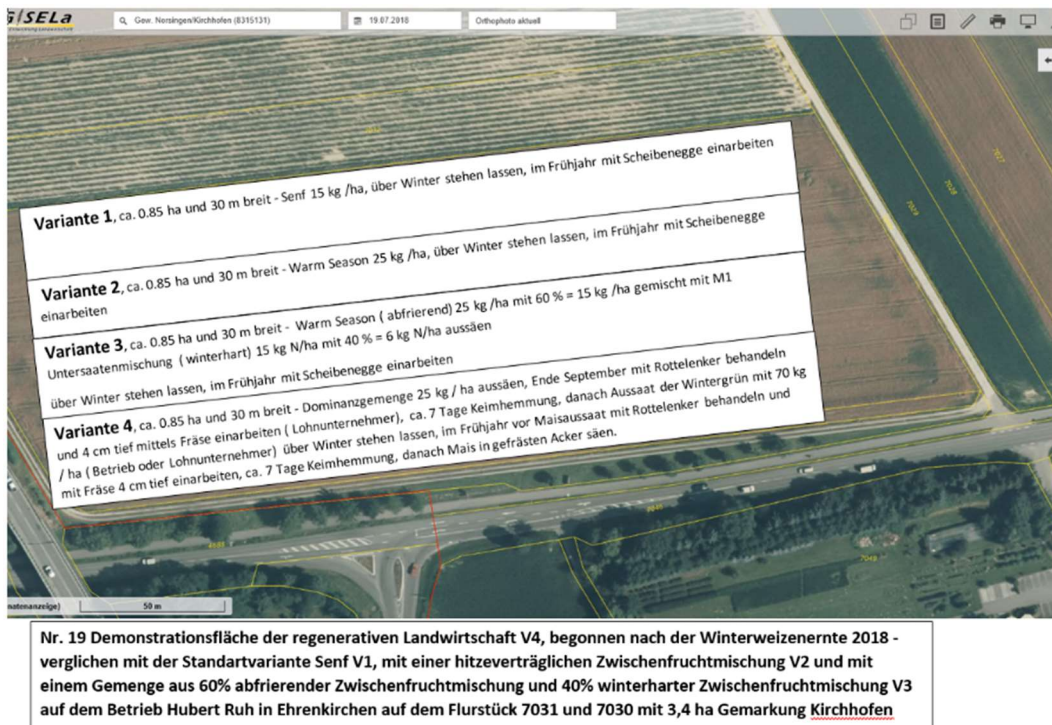 GISELa
Gew. Norsingen/Kirchhofen (8315131)
19.07.2018
Orthophoto aktuell
Variante 1, ca. 0.85 ha und 30 m breit - Senf 15 kg /ha, über Winter stehen lassen, im Frühjahr mit Scheibenegge einarbeiten
Variante 2, ca. 0.85 ha und 30 m breit - Warm Season 25 kg /ha, über Winter stehen lassen, im Frühjahr mit Scheibenegge
einarbeiten
Variante 3, ca. 0.85 ha und 30 m breit - Warm Season ( abfrierend) 25 kg /ha mit 60 % = 15 kg /ha gemischt mit M1
Untersaatenmischung ( winterhart) 15 kg N/ha mit 40 % = 6 kg N/ha aussäen
über Winter stehen lassen, im Frühjahr mit Scheibenegge einarbeiten
Variante 4, ca. 0.85 ha und 30 m breit - Dominanzgemenge 25 kg / ha aussäen, Ende September mit Rottelenker behandeln
und 4 cm tief mittels Fräse einarbeiten ( Lohnunternehmer), ca. 7 Tage Keimhemmung, danach Aussaat der Wintergrün mit 70 kg
/ ha ( Betrieb oder Lohnunternehmer) über Winter stehen lassen, im Frühjahr vor Maisaussaat mit Rottelenker behandeln und
mit Fräse 4 cm tief einarbeiten, ca. 7 Tage Keimhemmung, danach Mais in gefrästen Acker säen.
7027
7028
7029
7049
natenanzeige)
50 m
Nr. 19 Demonstrationsfläche der regenerativen Landwirtschaft V4, begonnen nach der Winterweizenernte 2018 -
verglichen mit der Standartvariante Senf V1, mit einer hitzeverträglichen Zwischenfruchtmischung V2 und mit
einem Gemenge aus 60% abfrierender Zwischenfruchtmischung und 40% winterharter Zwischenfruchtmischung V3
auf dem Betrieb Hubert Ruh in Ehrenkirchen auf dem Flurstück 7031 und 7030 mit 3,4 ha Gemarkung Kirchhofen